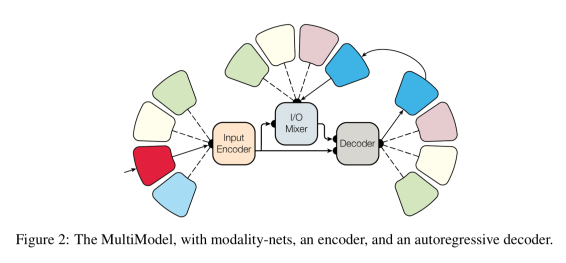 Input
Encoder
I/O
Mixer
Decoder
Figure 2: The MultiModel, with modality-nets, an encoder, and an autoregressive decoder.